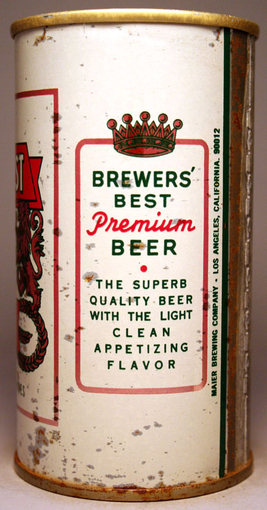 BREWERS'
BEST
Premium
BEER
THE SUPERB
QUALITY BEER
WITH THE LIGHT
CLEAN
APPETIZING
FLAVOR
MAIER BREWING COMPANY - LOS ANGELES, CALIFORNIA. 90012